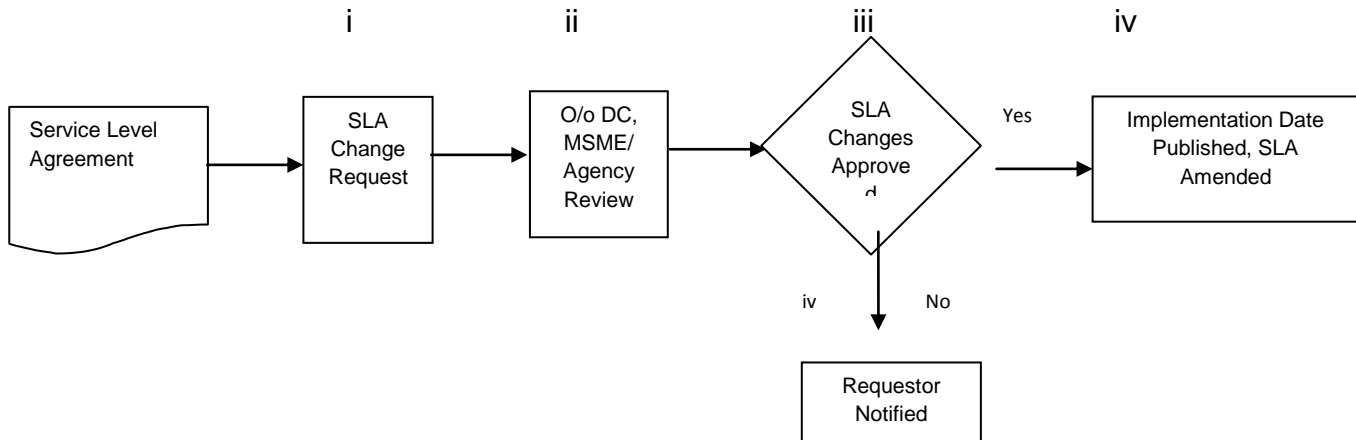 i
ii
iii
iv
Service Level
Agreement
SLA
Change
Request
O/o DC,
MSME/
Agency
Review
SLA
Changes
Approve
d
Yes
Implementation Date
Published, SLA
Amended
iv
No
Requestor
Notified